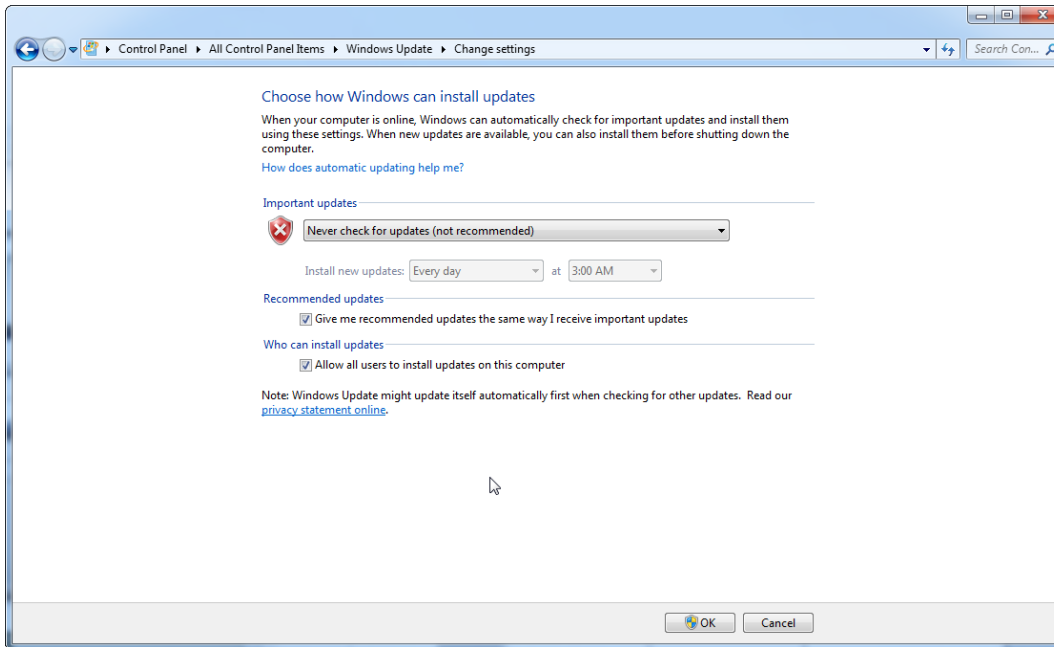 Control Panel All Control Panel Items Windows Update Change settings
Search Con...
Choose how Windows can install updates
When your computer is online, Windows can automatically check for important updates and install them
using these settings. When new updates are available, you can also install them before shutting down the
computer.
How does automatic updating help me?
Important updates
Never check for updates (not recommended)
Install new updates: Every day at 3:00 AM
Recommended updates
Give me recommended updates the same way I receive important updates
Who can install updates
Allow all users to install updates on this computer
Note: Windows Update might update itself automatically first when checking for other updates. Read our
privacy statement online.
OK Cancel